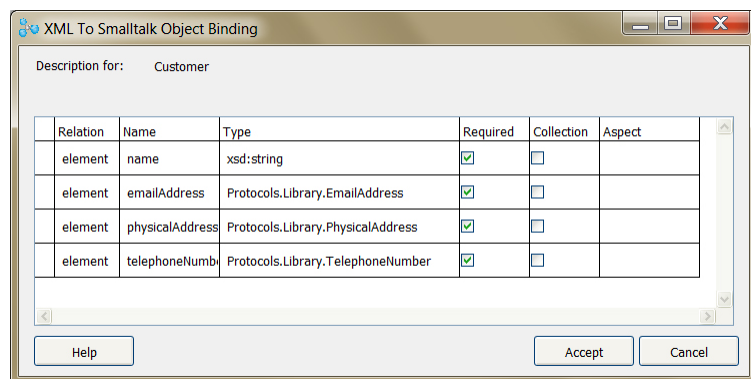 XML To Smalltalk Object Binding
Description for: Customer
Relation Name Type Required Collection Aspect
element name xsd:string
element emailAddress Protocols.Library.EmailAddress
element physicalAddress Protocols.Library.PhysicalAddress
element telephoneNumb Protocols.Library.TelephoneNumber
Help Accept Cancel